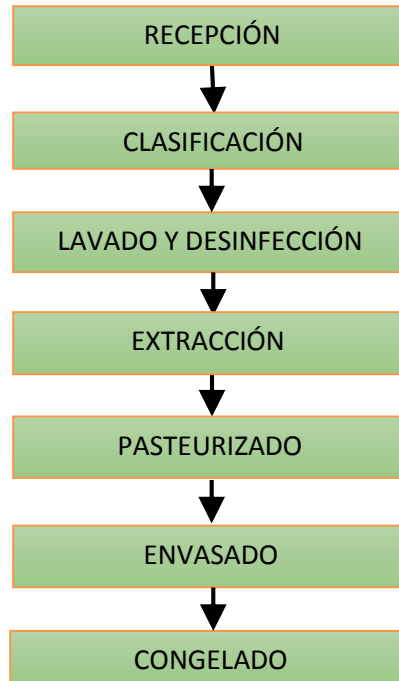 RECEPCIÓN
CLASIFICACIÓN
LAVADO Y DESINFECCIÓN
EXTRACCIÓN
PASTEURIZADO
ENVASADO
CONGELADO